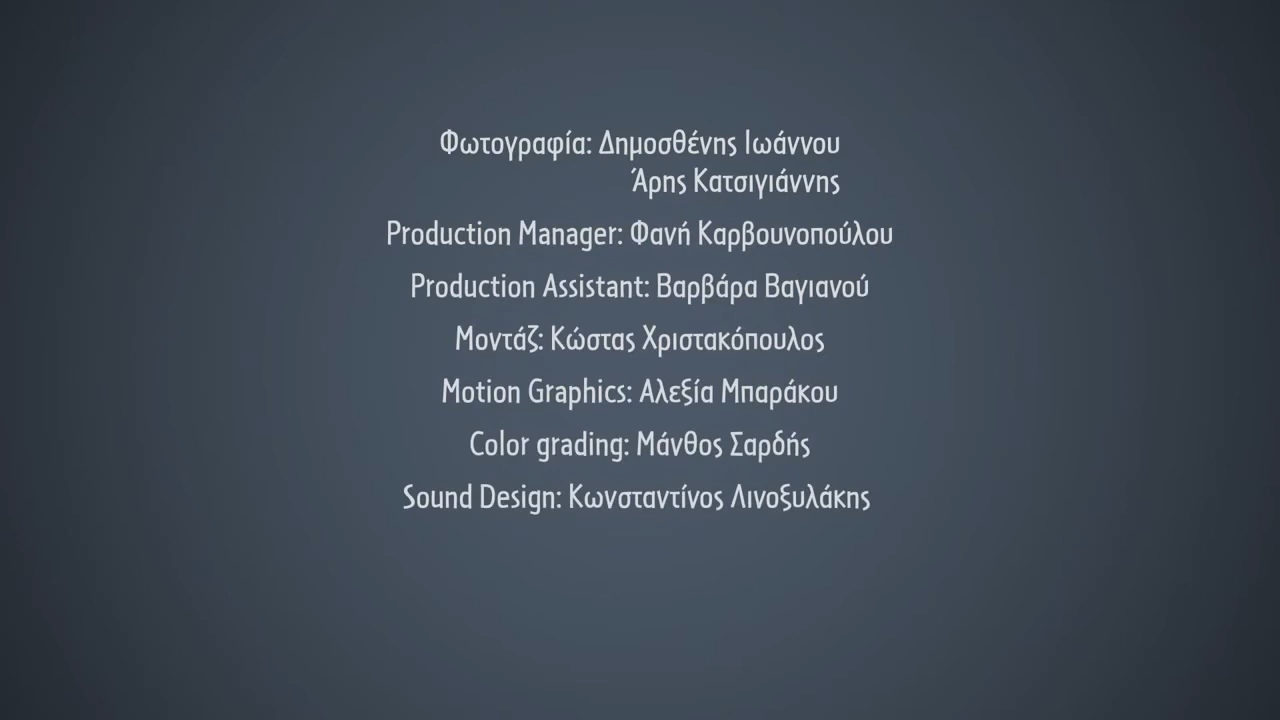 Φωτογραφία: Δημοσθένης Ιωάννου
Άρης Κατσιγιάννης
Production Manager: Φανή Καρβουνοπούλου
Production Assistant: Βαρβάρα Βαγιανού
Μοντάζ: Κώστας Χριστακόπουλος
Motion Graphics: Αλεξία Μπαράκου
Color grading: Μάνθος Σαρδής
Sound Design: Κωνσταντίνος Λινοξυλάκης